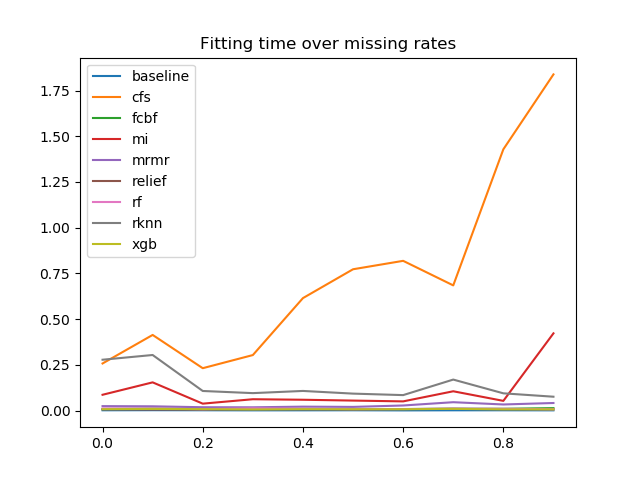 Fitting time over missing rates
baseline
cfs
fcbf
mi
mrmr
relief
rf
rknn
xgb
1.75
1.50
1.25
1.00
0.75
0.50
0.25
0.00
0.0
0.2
0.4
0.6
0.8